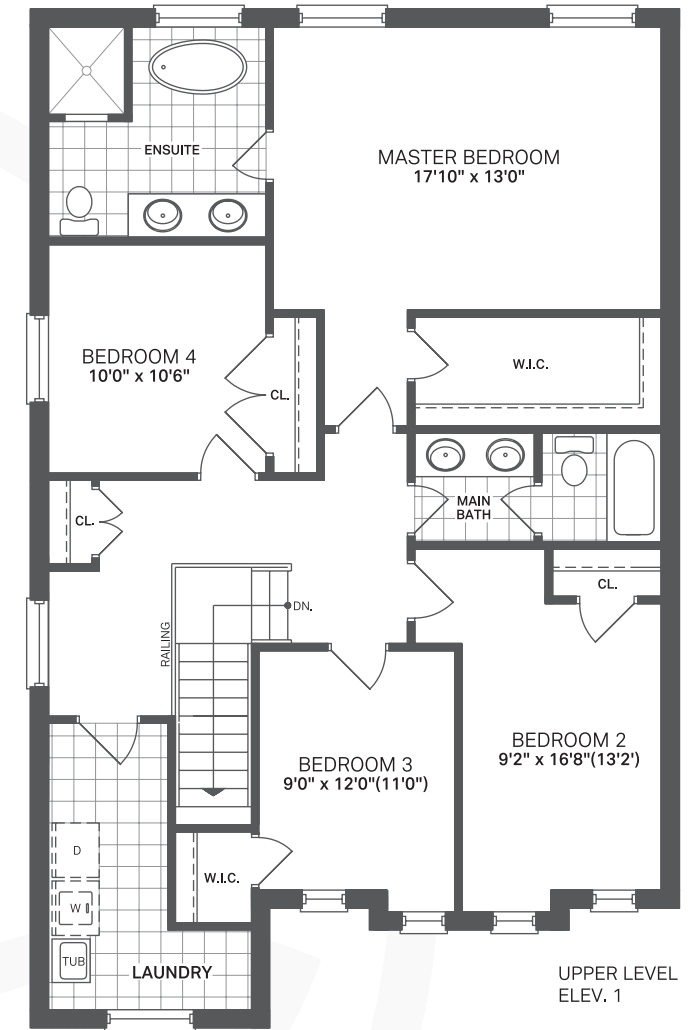 ENSUITE
MASTER BEDROOM
17'10" x 13'0"
BEDROOM 4
10'0" x 10'6"
CL.
W.I.C.
CL.
MAIN
BATH
CL.
DN.
RAILING
BEDROOM 3
9'0" x 12'0"(11'0")
BEDROOM 2
9'2" x 16'8"(13'2')
D
W
TUB
W.I.C.
LAUNDRY
UPPER LEVEL
ELEV. 1